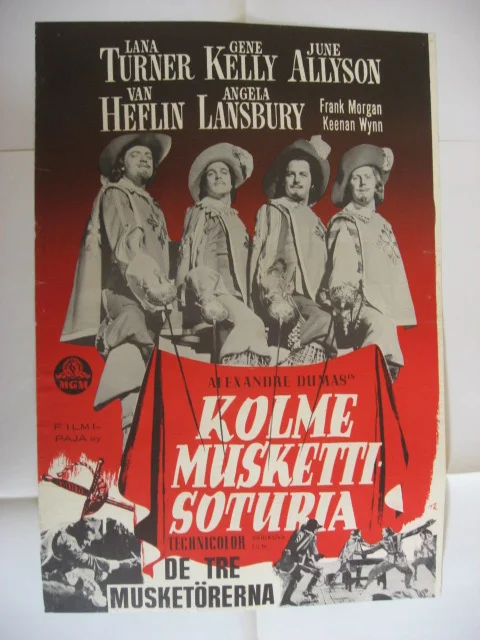 LANA GENE JUNE
TURNER KELLY ALLYSON
VAN ANGELA
HEFLIN LANSBURY
Frank Morgan
Keenan Wynn
MGM
FILMI-
PAJA OY
ALEXANDRE DUMAS'n
KOLME
MUSKETTI-
SOTURIA
TECHNICOLOR
DE TRE
MUSKETÖRERNA